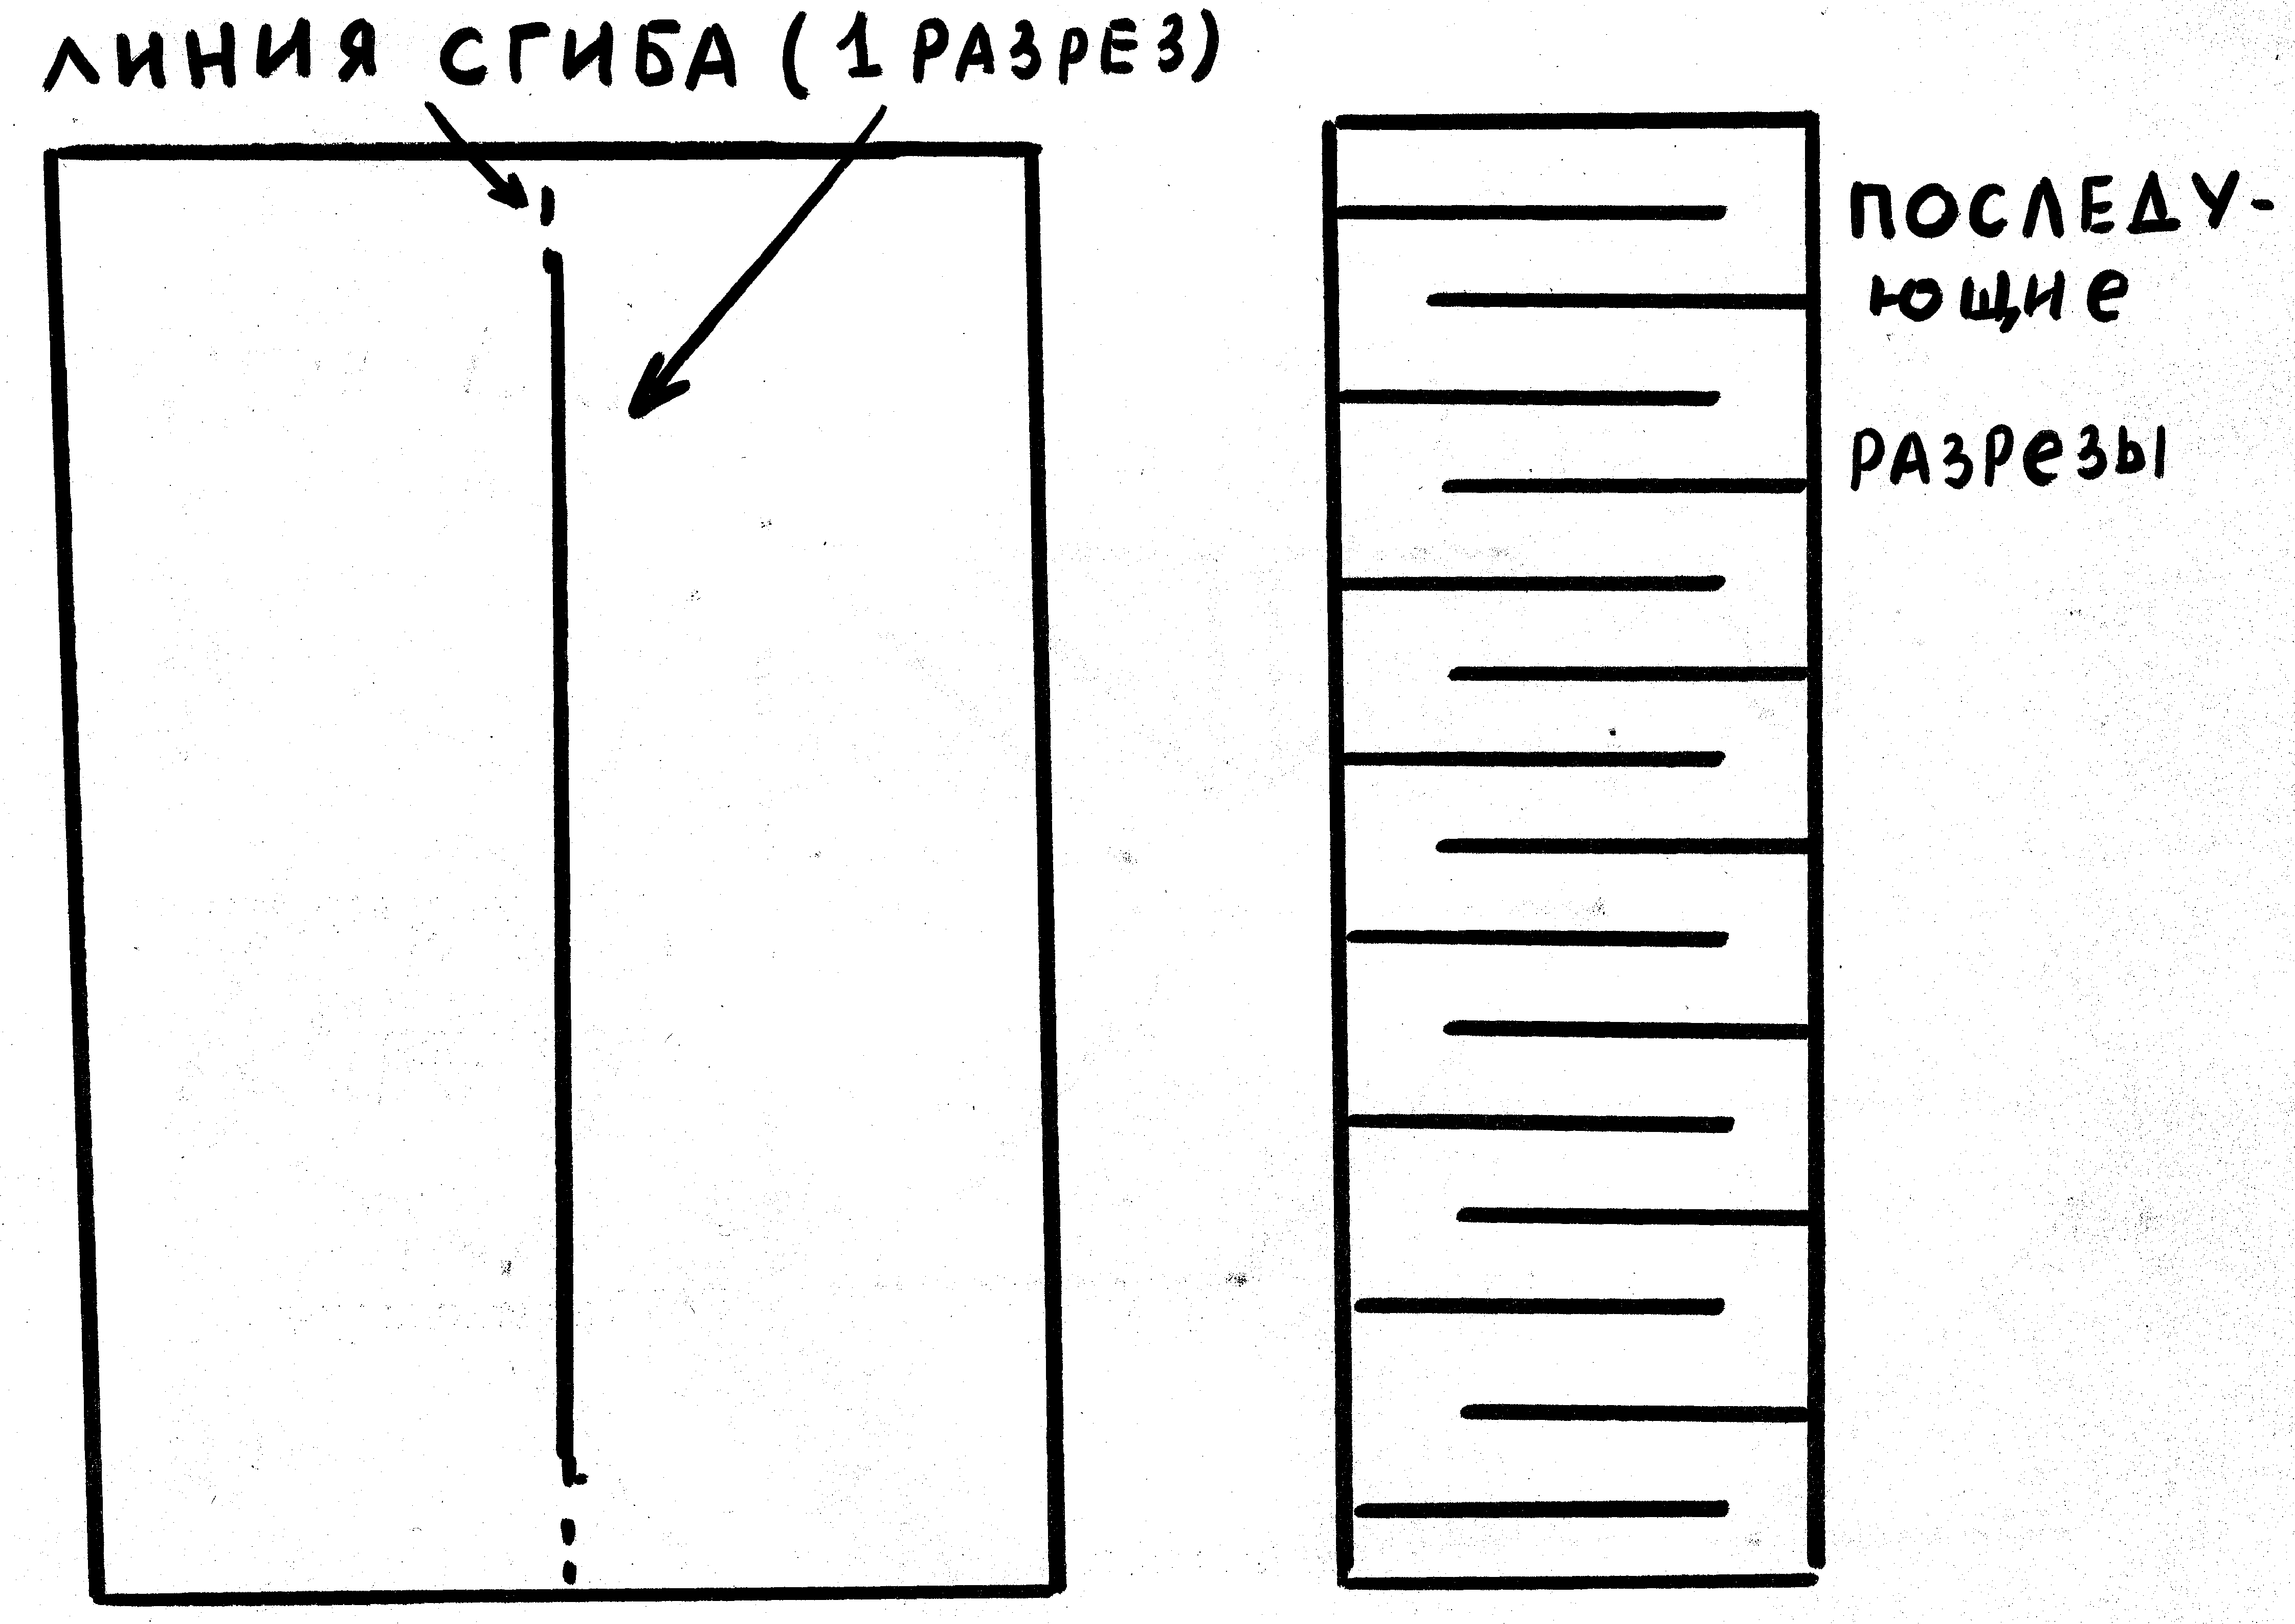 ЛИНИЯ СГИБА (1 РАЗРЕЗ)
ПОСЛЕДУ-
ЮЩИЕ
РАЗРЕЗЫ